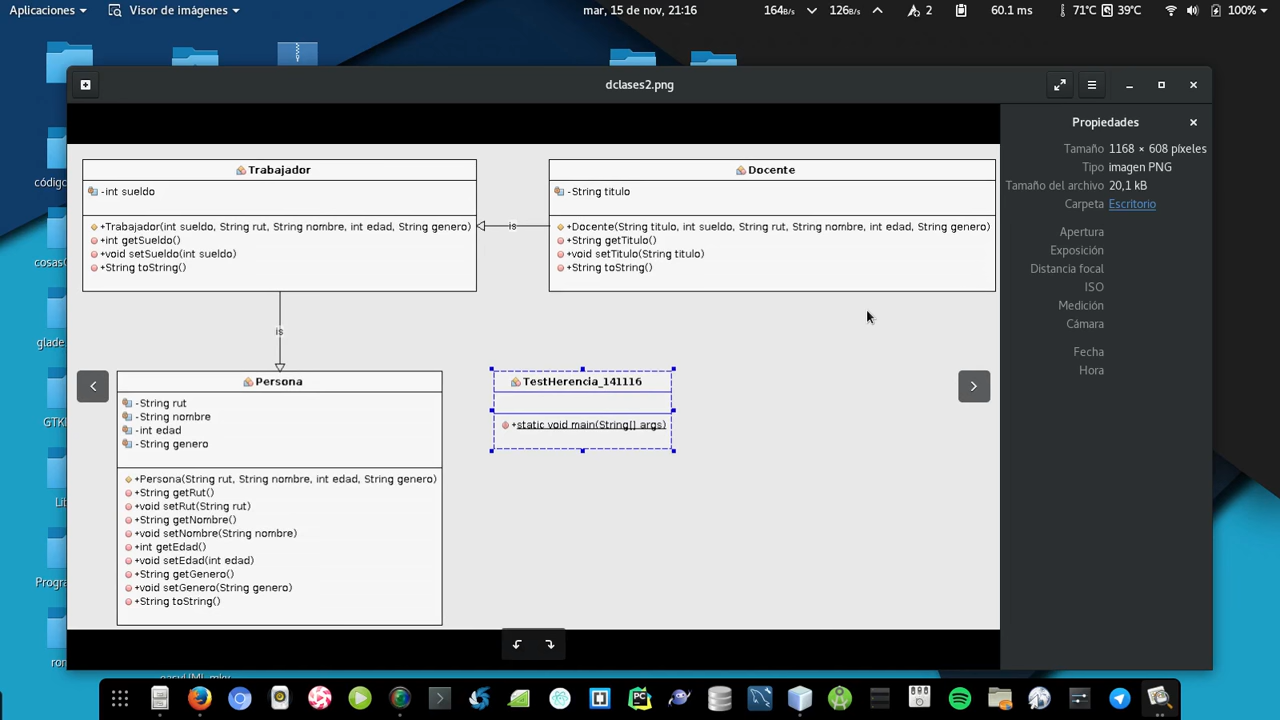 Aplicaciones
Visor de imágenes
mar, 15 de nov, 21:16
164B/s
126B/s
2
60.1 ms
71°C
39°C
100%
dclases2.png
Propiedades
Tamaño 1168 × 608 píxeles
Tipo imagen PNG
Tamaño del archivo 20,1 kB
Carpeta Escritorio
Apertura
Exposición
Distancia focal
ISO
Medición
Cámara
Fecha
Hora
Trabajador
-int sueldo
+Trabajador(int sueldo, String rut, String nombre, int edad, String genero)
+int getSueldo()
+void setSueldo(int sueldo)
+String toString()
is
Docente
-String titulo
+Docente(String titulo, int sueldo, String rut, String nombre, int edad, String genero)
+String getTitulo()
+void setTitulo(String titulo)
+String toString()
is
Persona
-String rut
-String nombre
-int edad
-String genero
+Persona(String rut, String nombre, int edad, String genero)
+String getRut()
+void setRut(String rut)
+String getNombre()
+void setNombre(String nombre)
+int getEdad()
+void setEdad(int edad)
+String getGenero()
+void setGenero(String genero)
+String toString()
TestHerencia_141116
+static void main(String[] args)
código
cosasC
glade
GTK
Lib
Progra
ron
easyUML.mkv
PC